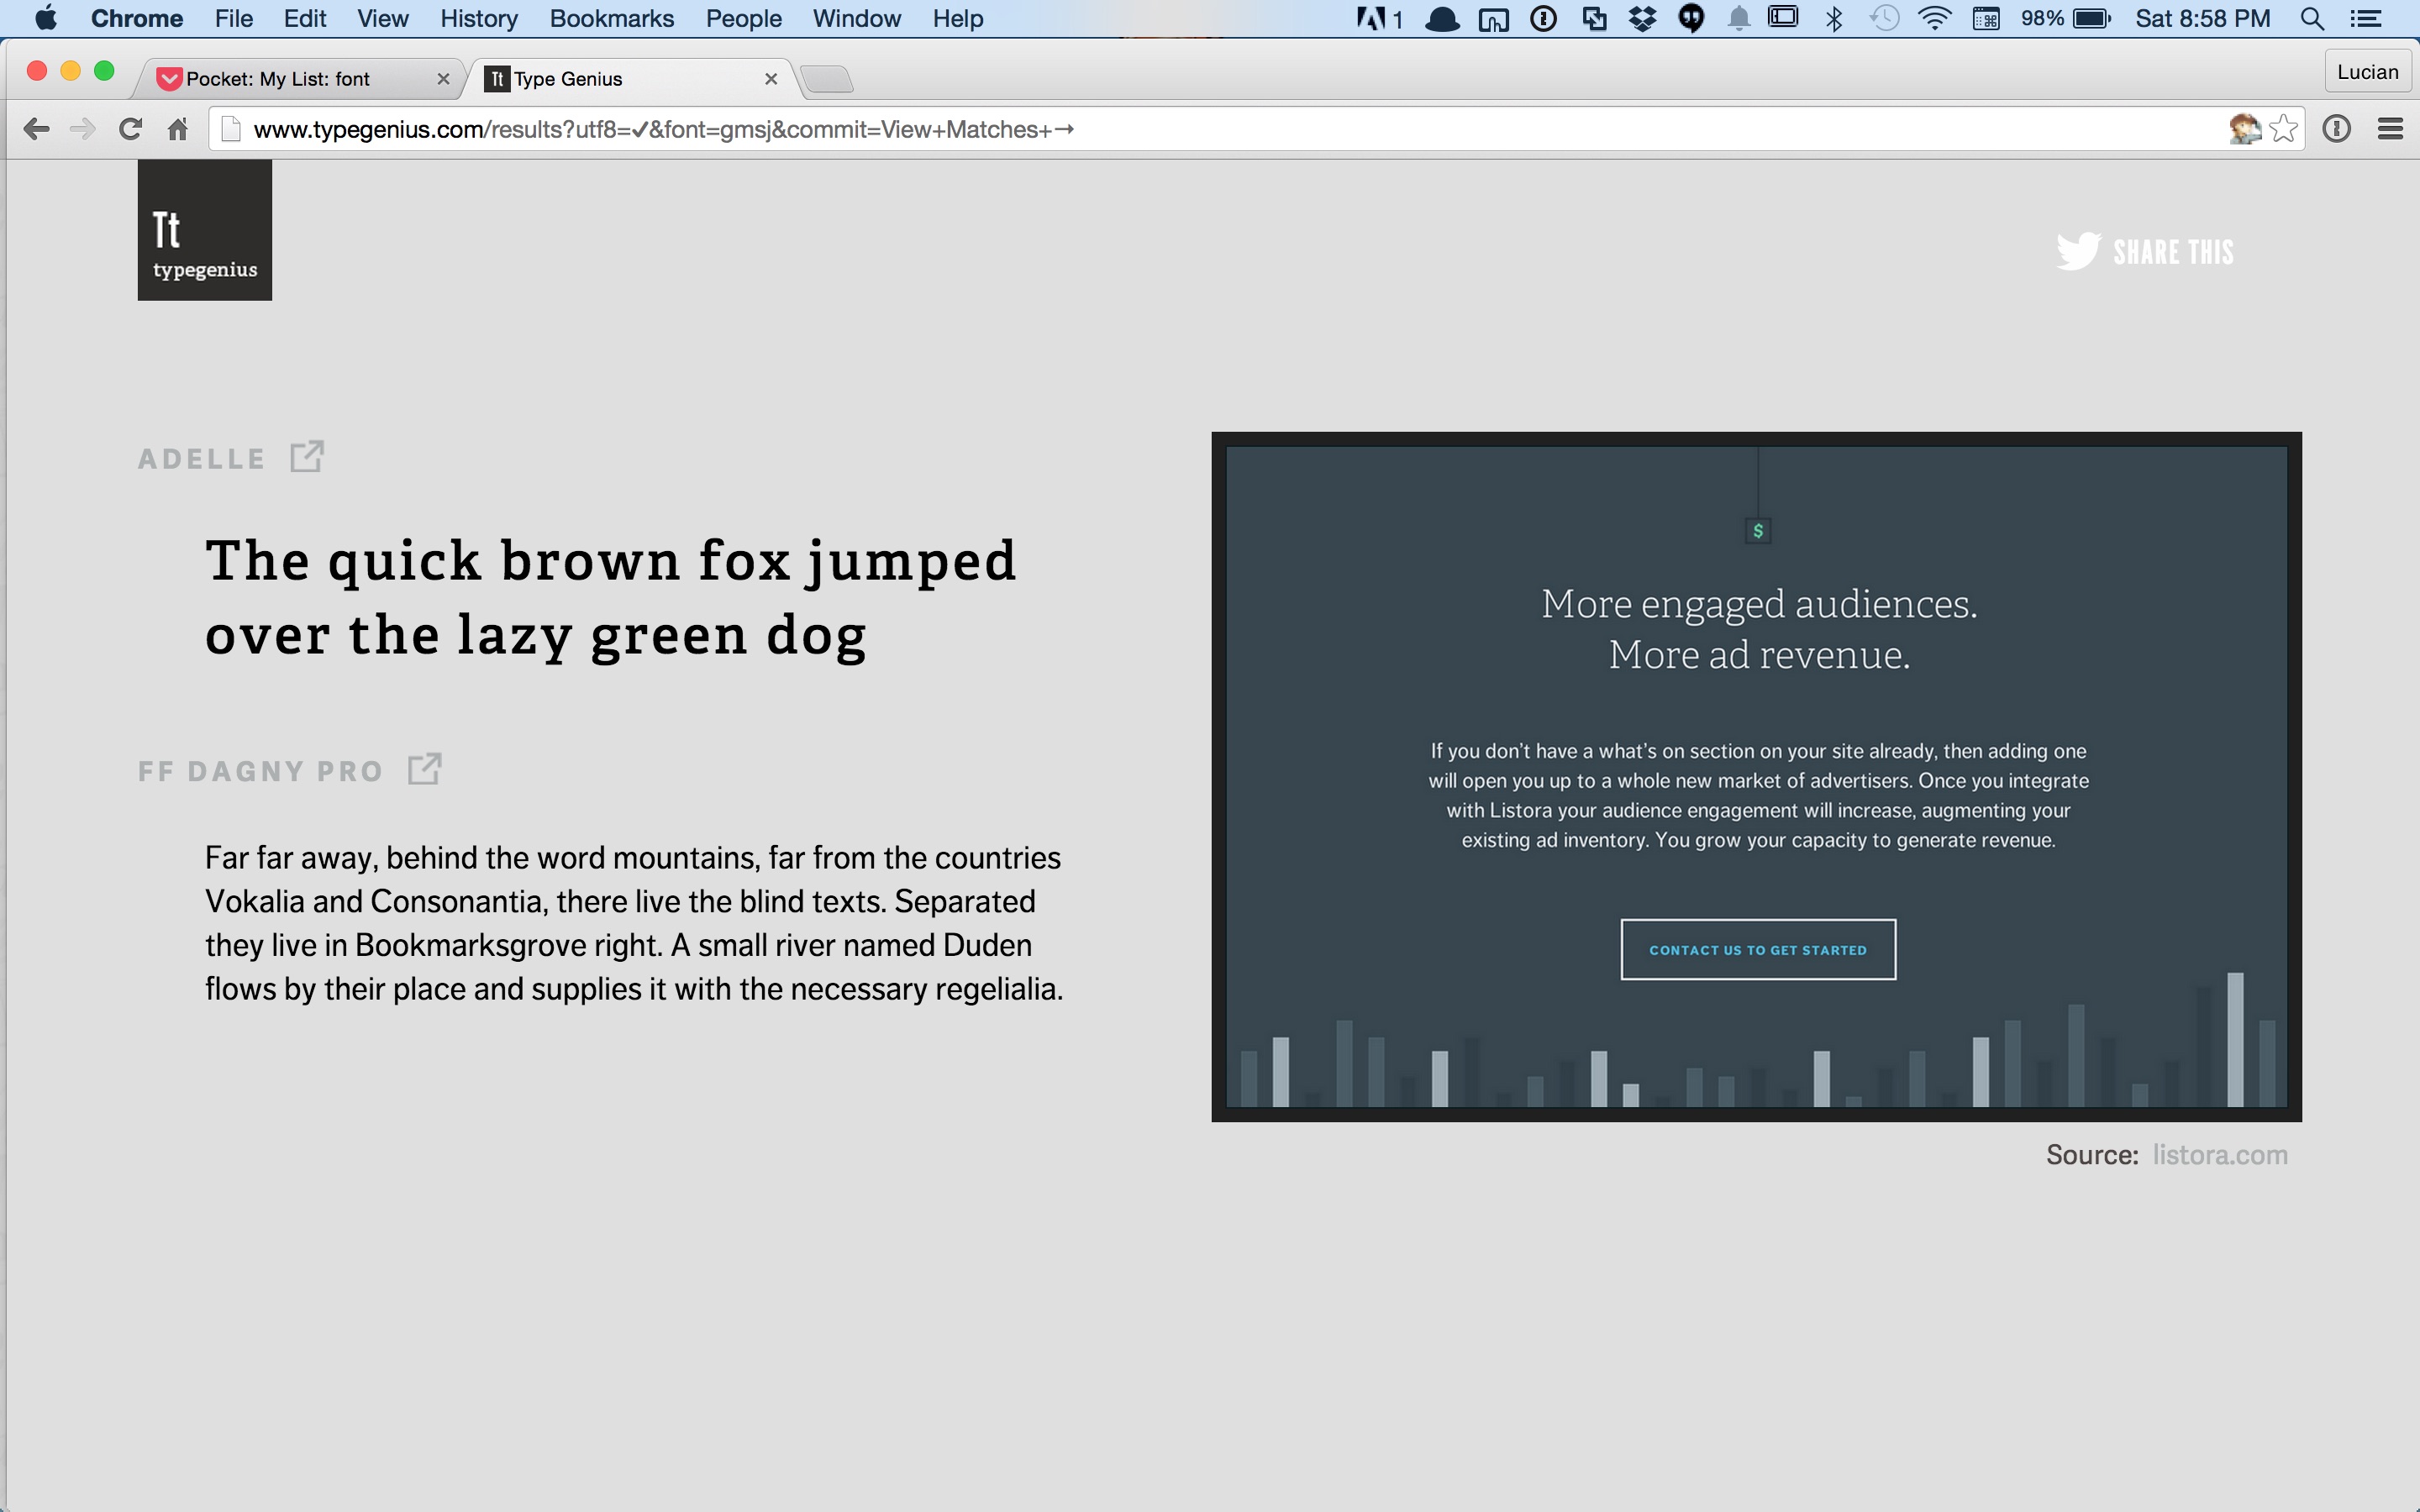 Chrome File Edit View History Bookmarks People Window Help 1 98% Sat 8:58 PM
Pocket: My List: font
Tt Type Genius
Lucian
www.typegenius.com/results?utf8=✓&font=gmsj&commit=View+Matches+→
Tt
typegenius
SHARE THIS
ADELLE
The quick brown fox jumped
over the lazy green dog
FF DAGNY PRO
Far far away, behind the word mountains, far from the countries
Vokalia and Consonantia, there live the blind texts. Separated
they live in Bookmarksgrove right. A small river named Duden
flows by their place and supplies it with the necessary regelialia.
$
More engaged audiences.
More ad revenue.
If you don’t have a what’s on section on your site already, then adding one
will open you up to a whole new market of advertisers. Once you integrate
with Listora your audience engagement will increase, augmenting your
existing ad inventory. You grow your capacity to generate revenue.
CONTACT US TO GET STARTED
Source: listora.com